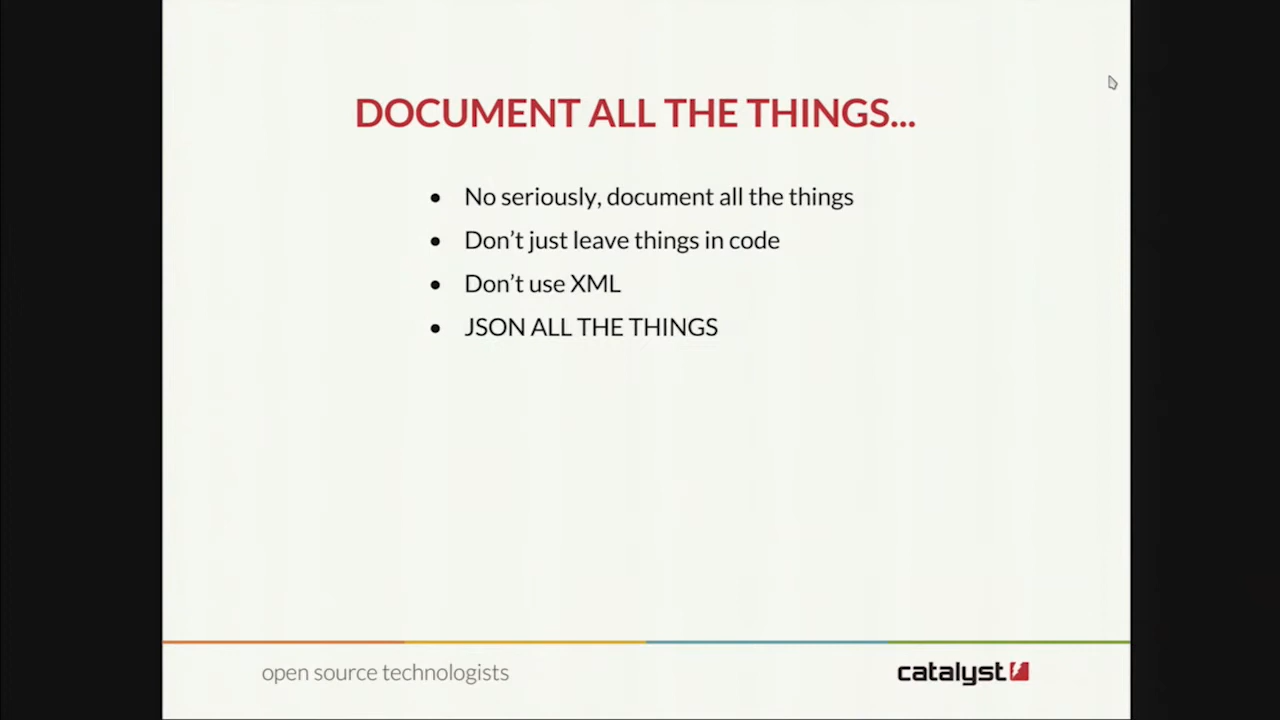 DOCUMENT ALL THE THINGS...
No seriously, document all the things
Don’t just leave things in code
Don’t use XML
JSON ALL THE THINGS
open source technologists
catalyst